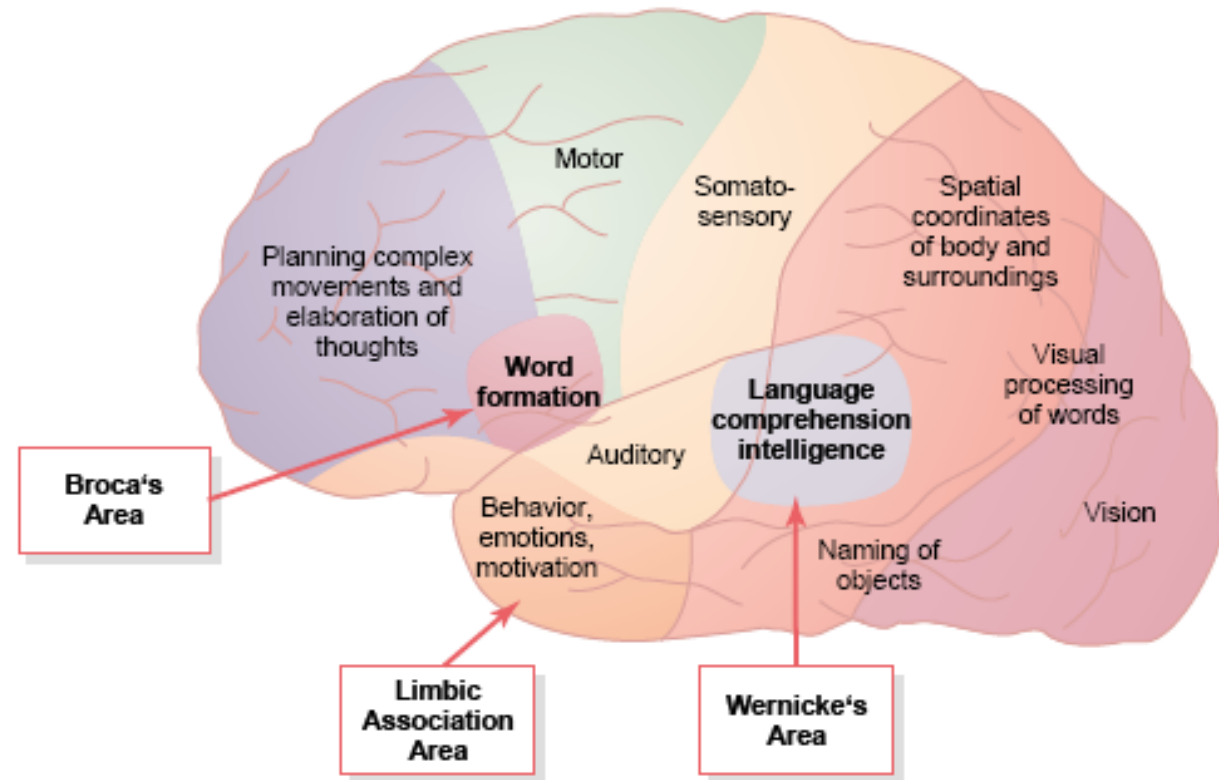 Motor
Somato-
sensory
Spatial
coordinates
of body and
surroundings
Planning complex
movements and
elaboration of
thoughts
Word
formation
Visual
processing
of words
Language
comprehension
intelligence
Auditory
Broca‘s
Area
Behavior,
emotions,
motivation
Vision
Naming of
objects
Limbic
Association
Area
Wernicke‘s
Area